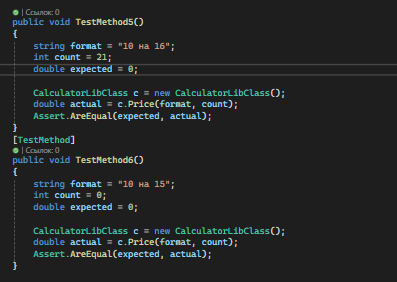 | Ссылок: 0
public void TestMethod5()
{
string format = "10 на 16";
int count = 21;
double expected = 0;
CalculatorLibClass c = new CalculatorLibClass();
double actual = c.Price(format, count);
Assert.AreEqual(expected, actual);
}
[TestMethod]
| Ссылок: 0
public void TestMethod6()
{
string format = "10 на 15";
int count = 0;
double expected = 0;
CalculatorLibClass c = new CalculatorLibClass();
double actual = c.Price(format, count);
Assert.AreEqual(expected, actual);
}